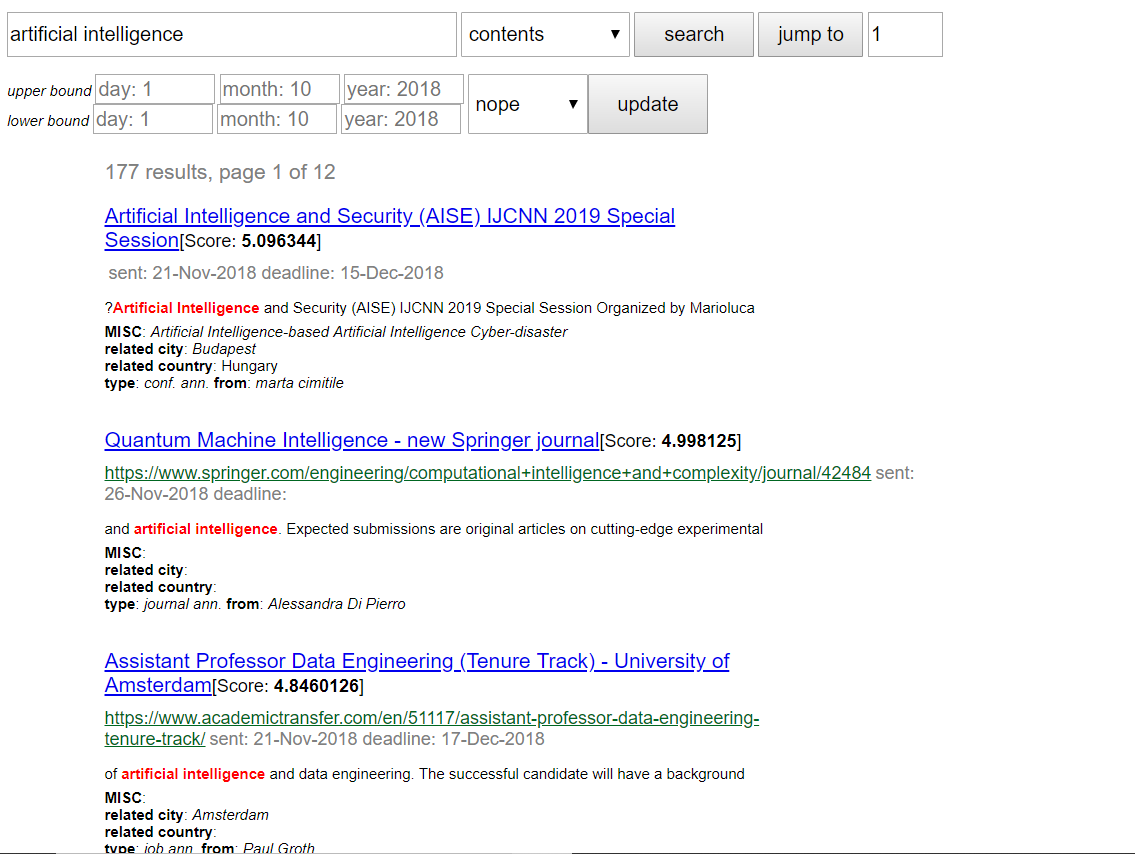 artificial intelligence contents ▼ search jump to 1
upper bound day: 1 month: 10 year: 2018
nope ▼ update
lower bound day: 1 month: 10 year: 2018
177 results, page 1 of 12
Artificial Intelligence and Security (AISE) IJCNN 2019 Special
Session[Score: 5.096344]
sent: 21-Nov-2018 deadline: 15-Dec-2018
?Artificial Intelligence and Security (AISE) IJCNN 2019 Special Session Organized by Marioluca
MISC: Artificial Intelligence-based Artificial Intelligence Cyber-disaster
related city: Budapest
related country: Hungary
type: conf. ann. from: marta cimitile
Quantum Machine Intelligence - new Springer journal[Score: 4.998125]
https://www.springer.com/engineering/computational+intelligence+and+complexity/journal/42484 sent:
26-Nov-2018 deadline:
and artificial intelligence. Expected submissions are original articles on cutting-edge experimental
MISC:
related city:
related country:
type: journal ann. from: Alessandra Di Pierro
Assistant Professor Data Engineering (Tenure Track) - University of
Amsterdam[Score: 4.8460126]
https://www.academictransfer.com/en/51117/assistant-professor-data-engineering-
tenure-track/ sent: 21-Nov-2018 deadline: 17-Dec-2018
of artificial intelligence and data engineering. The successful candidate will have a background
MISC:
related city: Amsterdam
related country:
type: job ann. from: Paul Groth